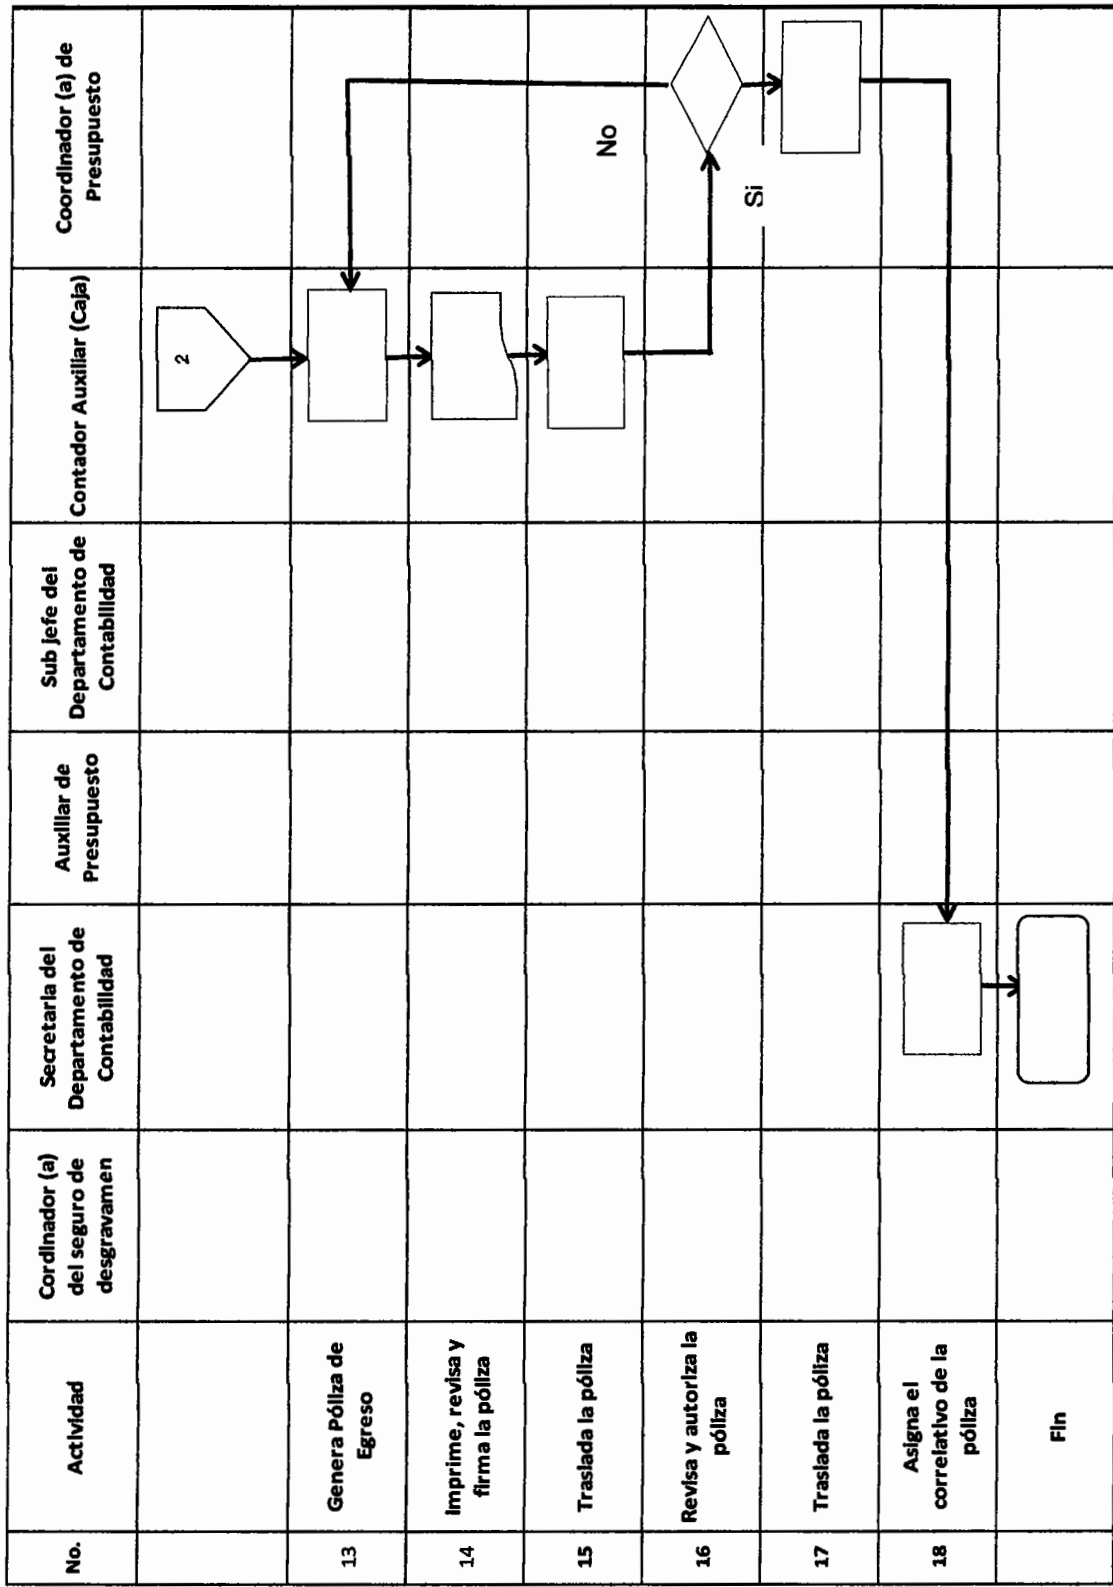 No.
Actividad
Cordinador (a)
del seguro de
desgravamen
Secretaria del
Departamento de
Contabilidad
Auxiliar de
Presupuesto
Sub jefe del
Departamento de
Contabilidad
Contador Auxiliar (Caja)
Coordinador (a) de
Presupuesto
2
13
Genera Póliza de
Egreso
14
Imprime, revisa y
firma la póliza
15
Traslada la póliza
No
16
Revisa y autoriza la
póliza
Si
17
Traslada la póliza
18
Asigna el
correlativo de la
póliza
Fin